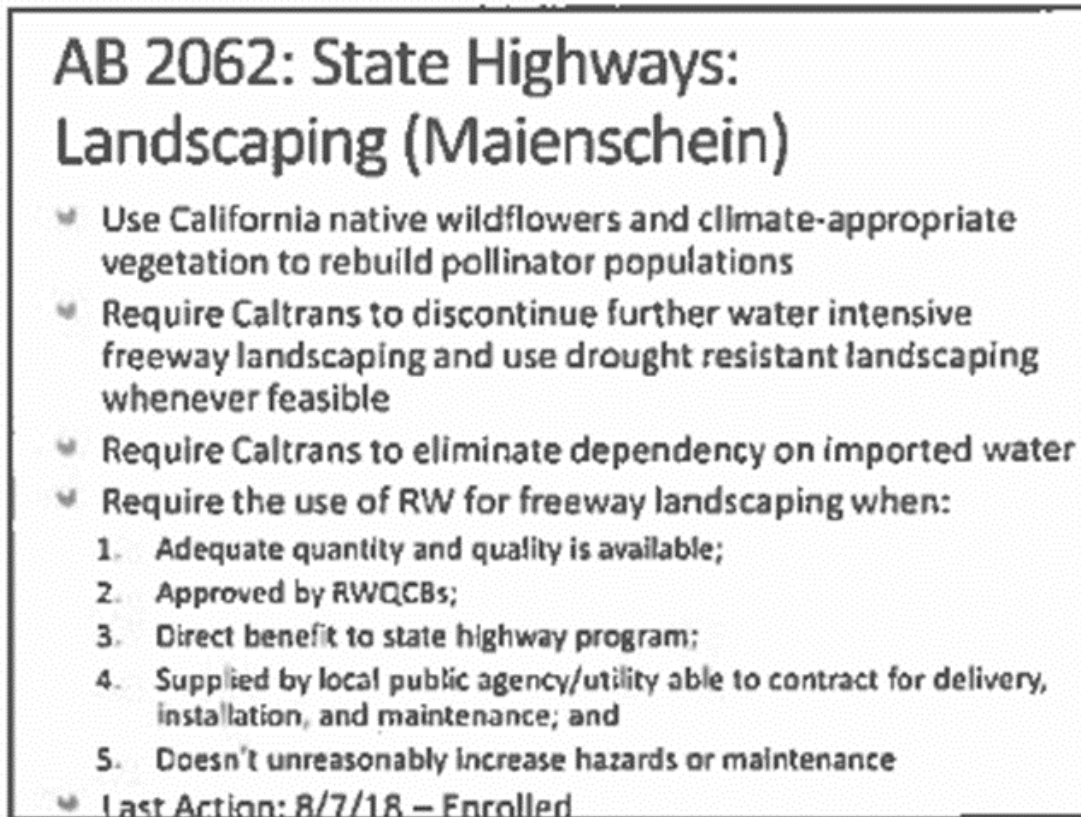 AB 2062: State Highways:
Landscaping (Maienschein)
Use California native wildflowers and climate-appropriate
vegetation to rebuild pollinator populations
Require Caltrans to discontinue further water intensive
freeway landscaping and use drought resistant landscaping
whenever feasible
Require Caltrans to eliminate dependency on imported water
Require the use of RW for freeway landscaping when:
1. Adequate quantity and quality is available;
2. Approved by RWQCBs;
3. Direct benefit to state highway program;
4. Supplied by local public agency/utility able to contract for delivery,
installation, and maintenance; and
5. Doesn't unreasonably increase hazards or maintenance
Last Action: 8/7/18 – Enrolled